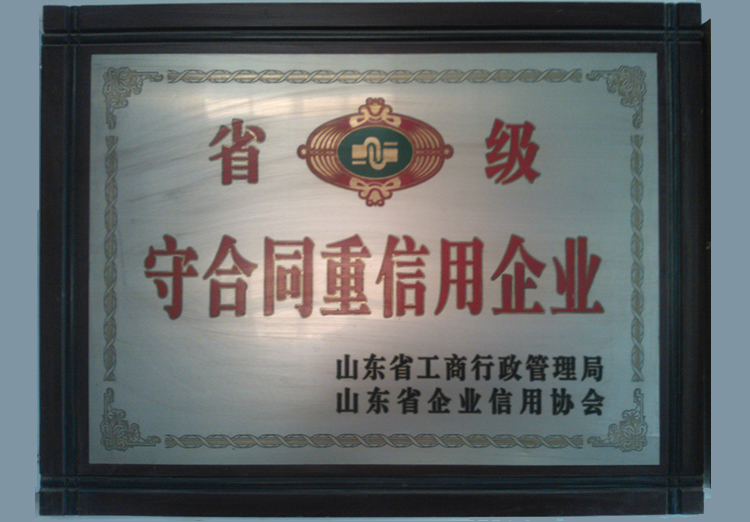 省 级
守合同重信用企业
山东省工商行政管理局
山东省企业信用协会